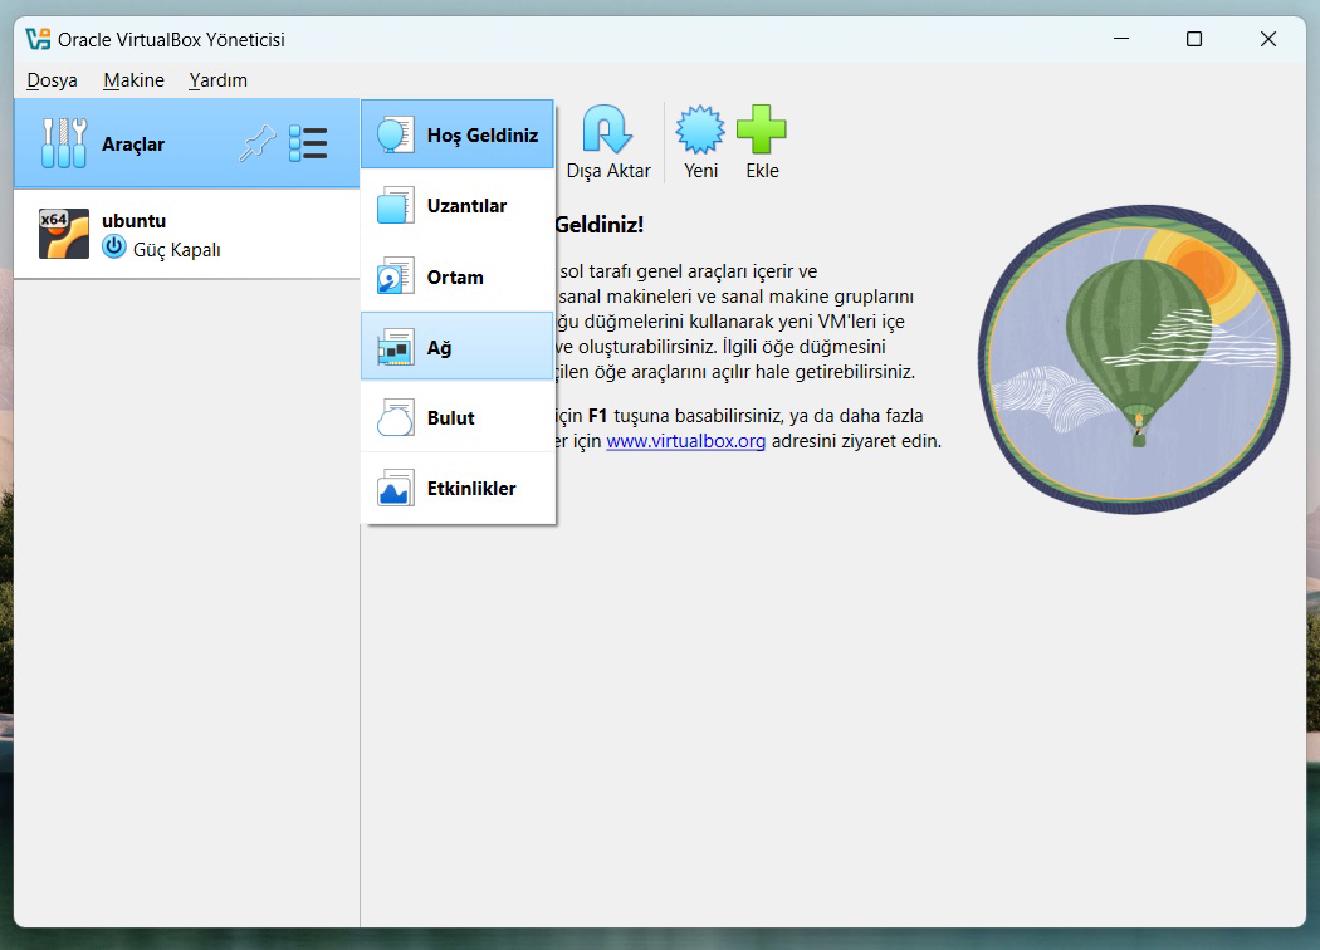 Oracle VirtualBox Yöneticisi
Dosya Makine Yardım
Araçlar
x64
ubuntu
Güç Kapalı
Hoş Geldiniz
Uzantılar
Ortam
Ağ
Bulut
Etkinlikler
Dışa Aktar
Yeni
Ekle
Geldiniz!
sol tarafı genel araçları içerir ve
sanal makineleri ve sanal makine gruplarını
ğu düğmelerini kullanarak yeni VM'leri içe
ve oluşturabilirsiniz. İlgili öğe düğmesini
çilen öğe araçlarını açılır hale getirebilirsiniz.
için F1 tuşuna basabilirsiniz, ya da daha fazla
er için www.virtualbox.org adresini ziyaret edin.